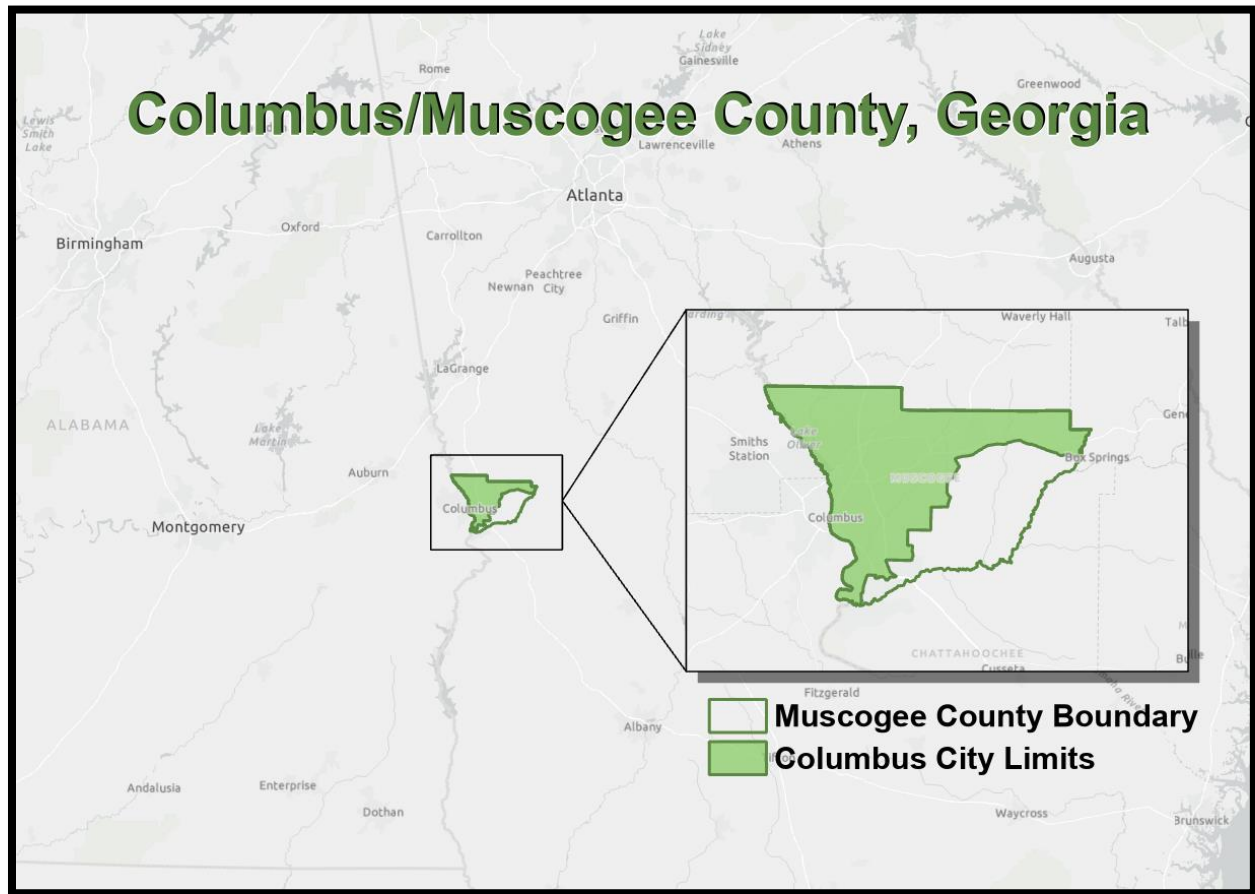 Lake
Sidney
Gainesville
Rome
Greenwood
Lewis
Smith
Lake
Columbus/Muscogee County, Georgia
Lawrenceville
Athens
Atlanta
Oxford
Birmingham
Carrollton
Augusta
Peachtree
City
Newnan
Griffin
Waverly Hall
LaGrange
ALABAMA
Lake
Martin
Auburn
Smiths
Station
Lake
Box Springs
MUSCOGEE
Columbus
Columbus
Montgomery
CHATTAHOOCHEE
Cusseta
Fitzgerald
Muscogee County Boundary
Albany
Columbus City Limits
Andalusia
Enterprise
Dothan
Waycross
Brunswick